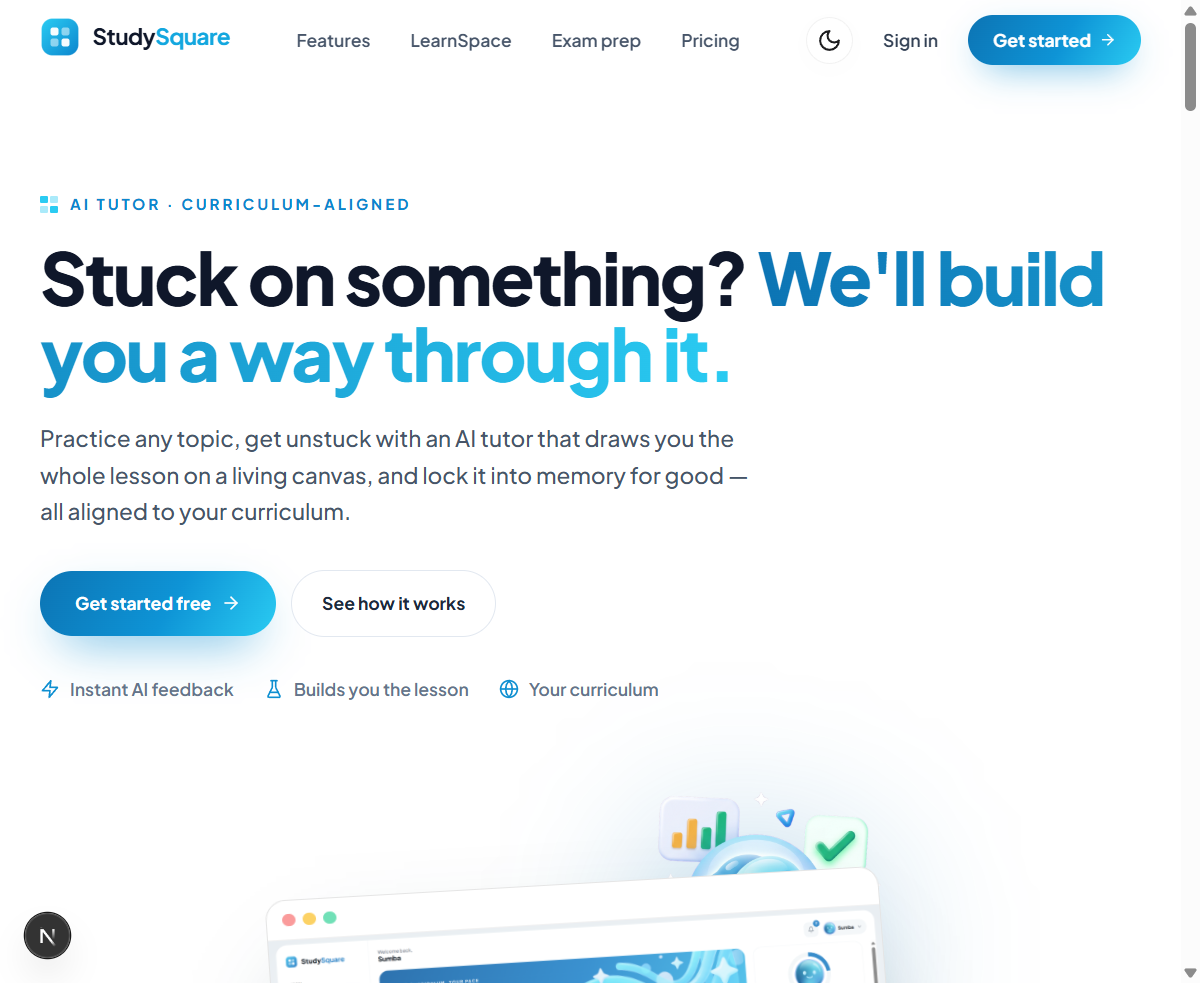 StudySquare
Features
LearnSpace
Exam prep
Pricing
Sign in
Get started →
AI TUTOR · CURRICULUM-ALIGNED
Stuck on something? We'll build
you a way through it.
Practice any topic, get unstuck with an AI tutor that draws you the
whole lesson on a living canvas, and lock it into memory for good —
all aligned to your curriculum.
Get started free →
See how it works
Instant AI feedback
Builds you the lesson
Your curriculum
N
StudySquare
Welcome back,
Sumba
Sumba